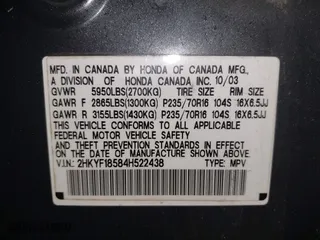 MFD. IN CANADA BY HONDA OF CANADA MFG.,
A DIVISION OF HONDA CANADA INC. 10/03
GVWR 5950LBS(2700KG) TIRE SIZE RIM SIZE
GAWR F 2865LBS(1300KG) P235/70R16 104S 16X6.5JJ
GAWR R 3155LBS(1430KG) P235/70R16 104S 16X6.5JJ
THIS VEHICLE CONFORMS TO ALL APPLICABLE
FEDERAL MOTOR VEHICLE SAFETY AND
THEFT PREVENTION STANDARDS IN EFFECT ON
THE DATE OF MANUFACTURE SHOWN ABOVE.
V.I.N.: 2HKYF18584H522438 TYPE: MPV